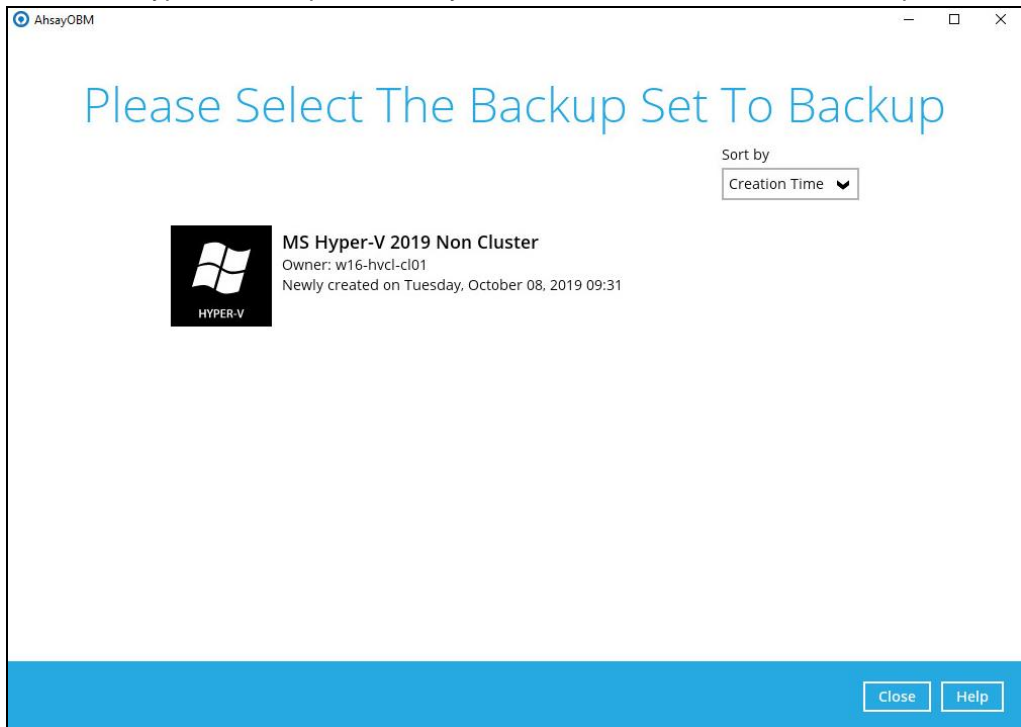 AhsayOBM
Please Select The Backup Set To Backup
Sort by
Creation Time
MS Hyper-V 2019 Non Cluster
Owner: w16-hvcl-cl01
Newly created on Tuesday, October 08, 2019 09:31
HYPER-V
Close Help